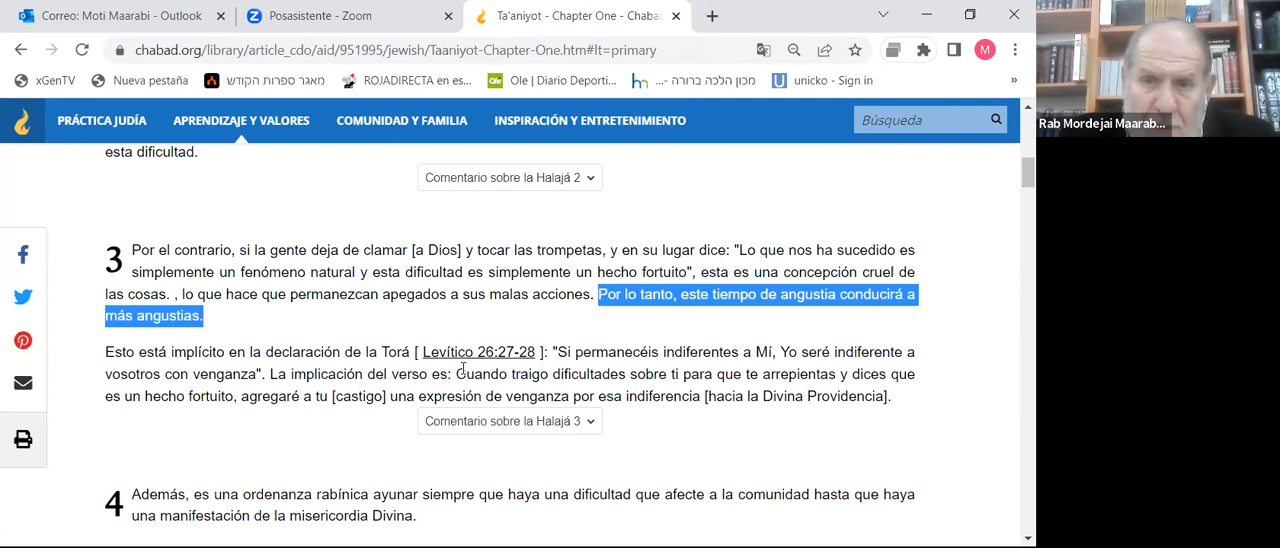 Correo: Moti Maarabi - Outlook
Posasistente - Zoom
Ta'aniyot - Chapter One - Chabad
chabad.org/library/article_cdo/aid/951995/jewish/Taaniyot-Chapter-One.htm#lt=primary
M
xGenTV
Nueva pestaña
מאגר ספרות הקודש
ROJADIRECTA en es...
Ole | Diario Deporti...
מכון הלכה ברורה -...
unicko - Sign in
»
PRÁCTICA JUDÍA
APRENDIZAJE Y VALORES
COMUNIDAD Y FAMILIA
INSPIRACIÓN Y ENTRETENIMIENTO
Búsqueda
Rab Mordejai Maarab...
esta dificultad.
Comentario sobre la Halajá 2
3 Por el contrario, si la gente deja de clamar [a Dios] y tocar las trompetas, y en su lugar dice: "Lo que nos ha sucedido es
simplemente un fenómeno natural y esta dificultad es simplemente un hecho fortuito", esta es una concepción cruel de
las cosas. , lo que hace que permanezcan apegados a sus malas acciones. Por lo tanto, este tiempo de angustia conducirá a
más angustias.
Esto está implícito en la declaración de la Torá [ Levítico 26:27-28 ]: "Si permanecéis indiferentes a Mí, Yo seré indiferente a
vosotros con venganza". La implicación del verso es: Cuando traigo dificultades sobre ti para que te arrepientas y dices que
es un hecho fortuito, agregaré a tu [castigo] una expresión de venganza por esa indiferencia [hacia la Divina Providencia].
Comentario sobre la Halajá 3
4 Además, es una ordenanza rabínica ayunar siempre que haya una dificultad que afecte a la comunidad hasta que haya
una manifestación de la misericordia Divina.